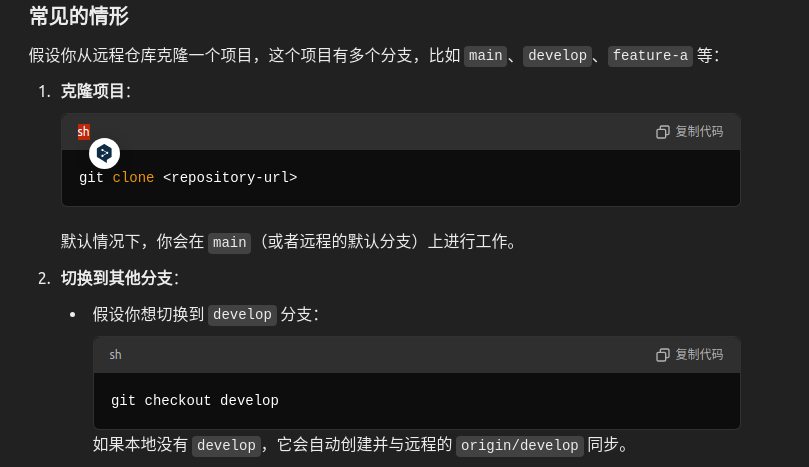 常见的情形
假设你从远程仓库克隆一个项目，这个项目有多个分支，比如 main、develop、feature-a 等：
1. 克隆项目：
sh 复制代码
git clone <repository-url>
默认情况下，你会在 main（或者远程的默认分支）上进行工作。
2. 切换到其他分支：
• 假设你想切换到 develop 分支：
sh 复制代码
git checkout develop
如果本地没有 develop，它会自动创建并与远程的 origin/develop 同步。